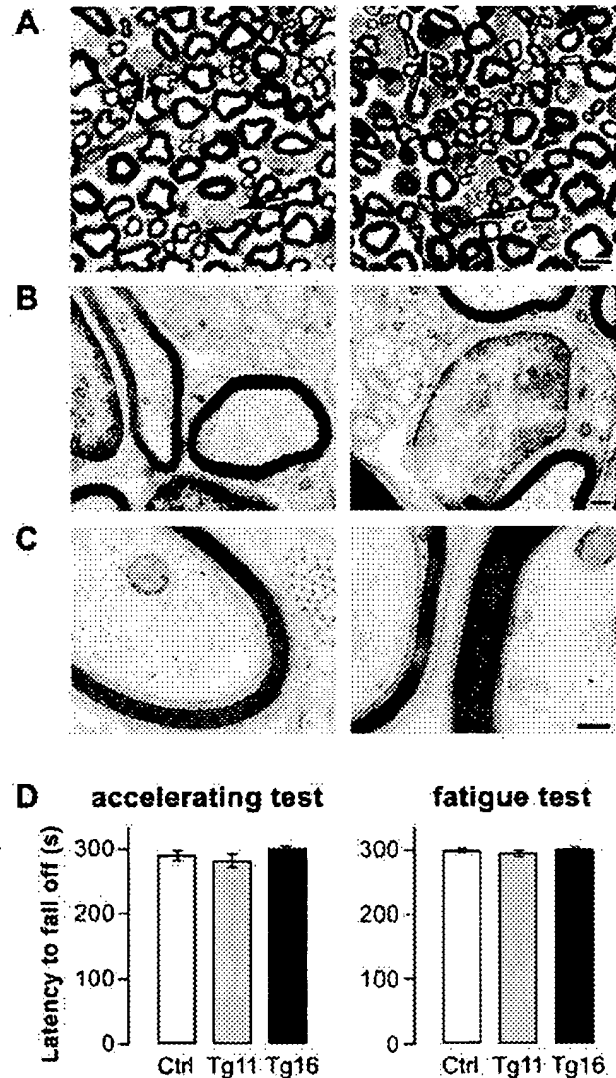 A
B
C
D
accelerating test
fatigue test
Latency to fall off (s)
300
200
100
0
Ctrl Tg11 Tg16
300
200
100
0
Ctrl Tg11 Tg16